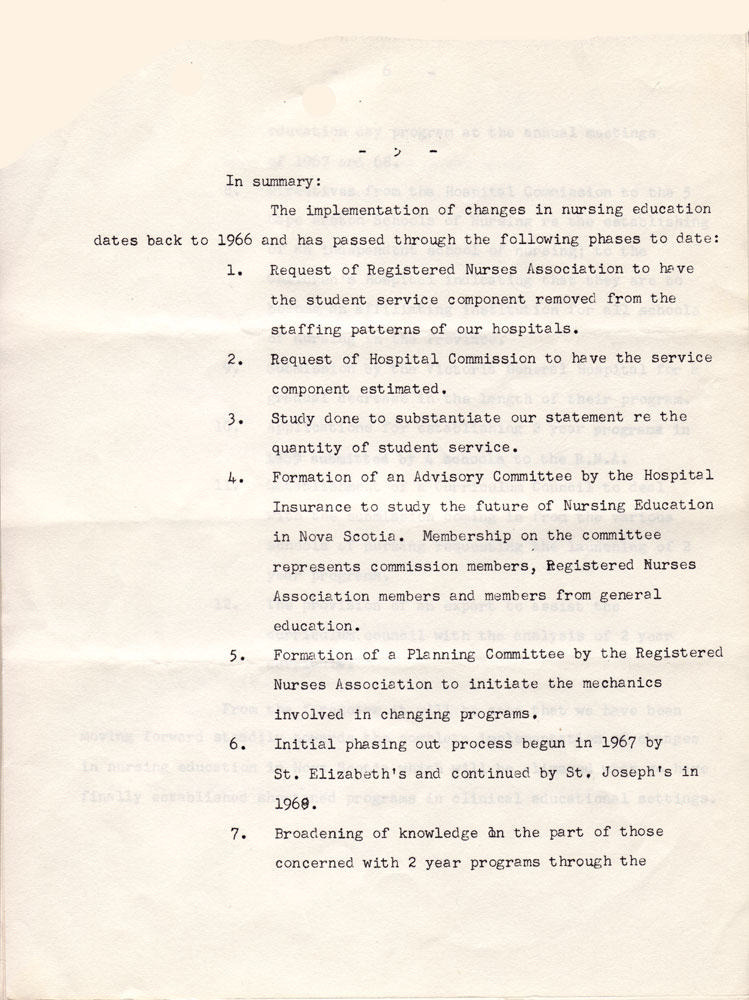 - 5 -
In summary:
The implementation of changes in nursing education
dates back to 1966 and has passed through the following phases to date:
1. Request of Registered Nurses Association to have
the student service component removed from the
staffing patterns of our hospitals.
2. Request of Hospital Commission to have the service
component estimated.
3. Study done to substantiate our statement re the
quantity of student service.
4. Formation of an Advisory Committee by the Hospital
Insurance to study the future of Nursing Education
in Nova Scotia. Membership on the committee
represents commission members, Registered Nurses
Association members and members from general
education.
5. Formation of a Planning Committee by the Registered
Nurses Association to initiate the mechanics
involved in changing programs.
6. Initial phasing out process begun in 1967 by
St. Elizabeth's and continued by St. Joseph's in
1968.
7. Broadening of knowledge on the part of those
concerned with 2 year programs through the